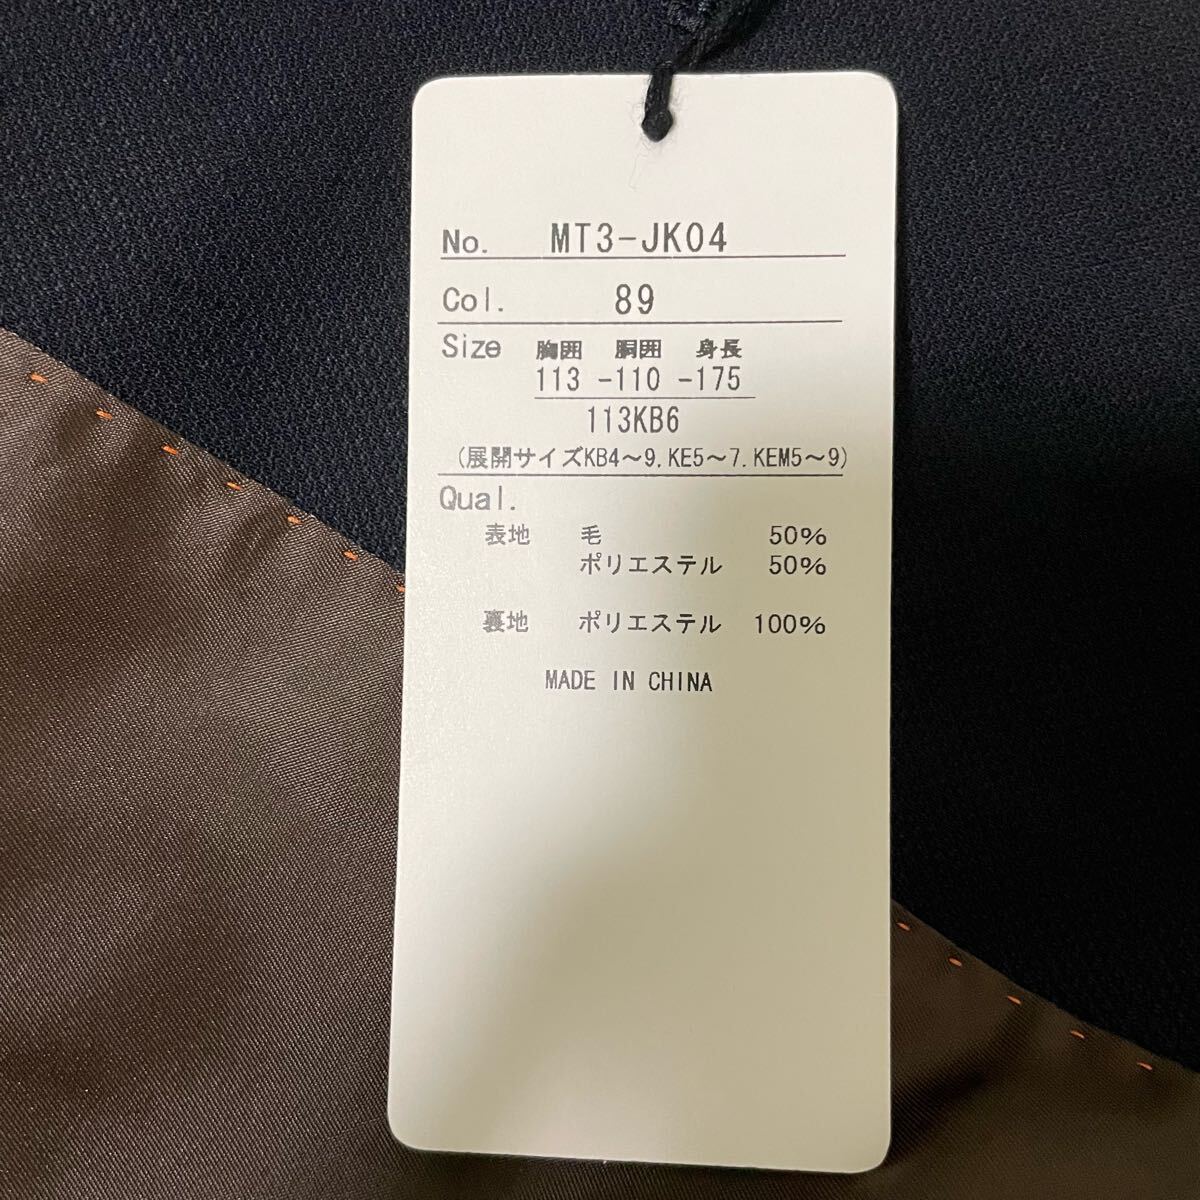 No. MT3-JK04
Col. 89
Size 胸囲 胴囲 身長
113 -110 -175
113KB6
(展開サイズKB4～9.KE5～7.KEM5～9)
Qual.
表地 毛 50%
ポリエステル 50%
裏地 ポリエステル 100%
MADE IN CHINA